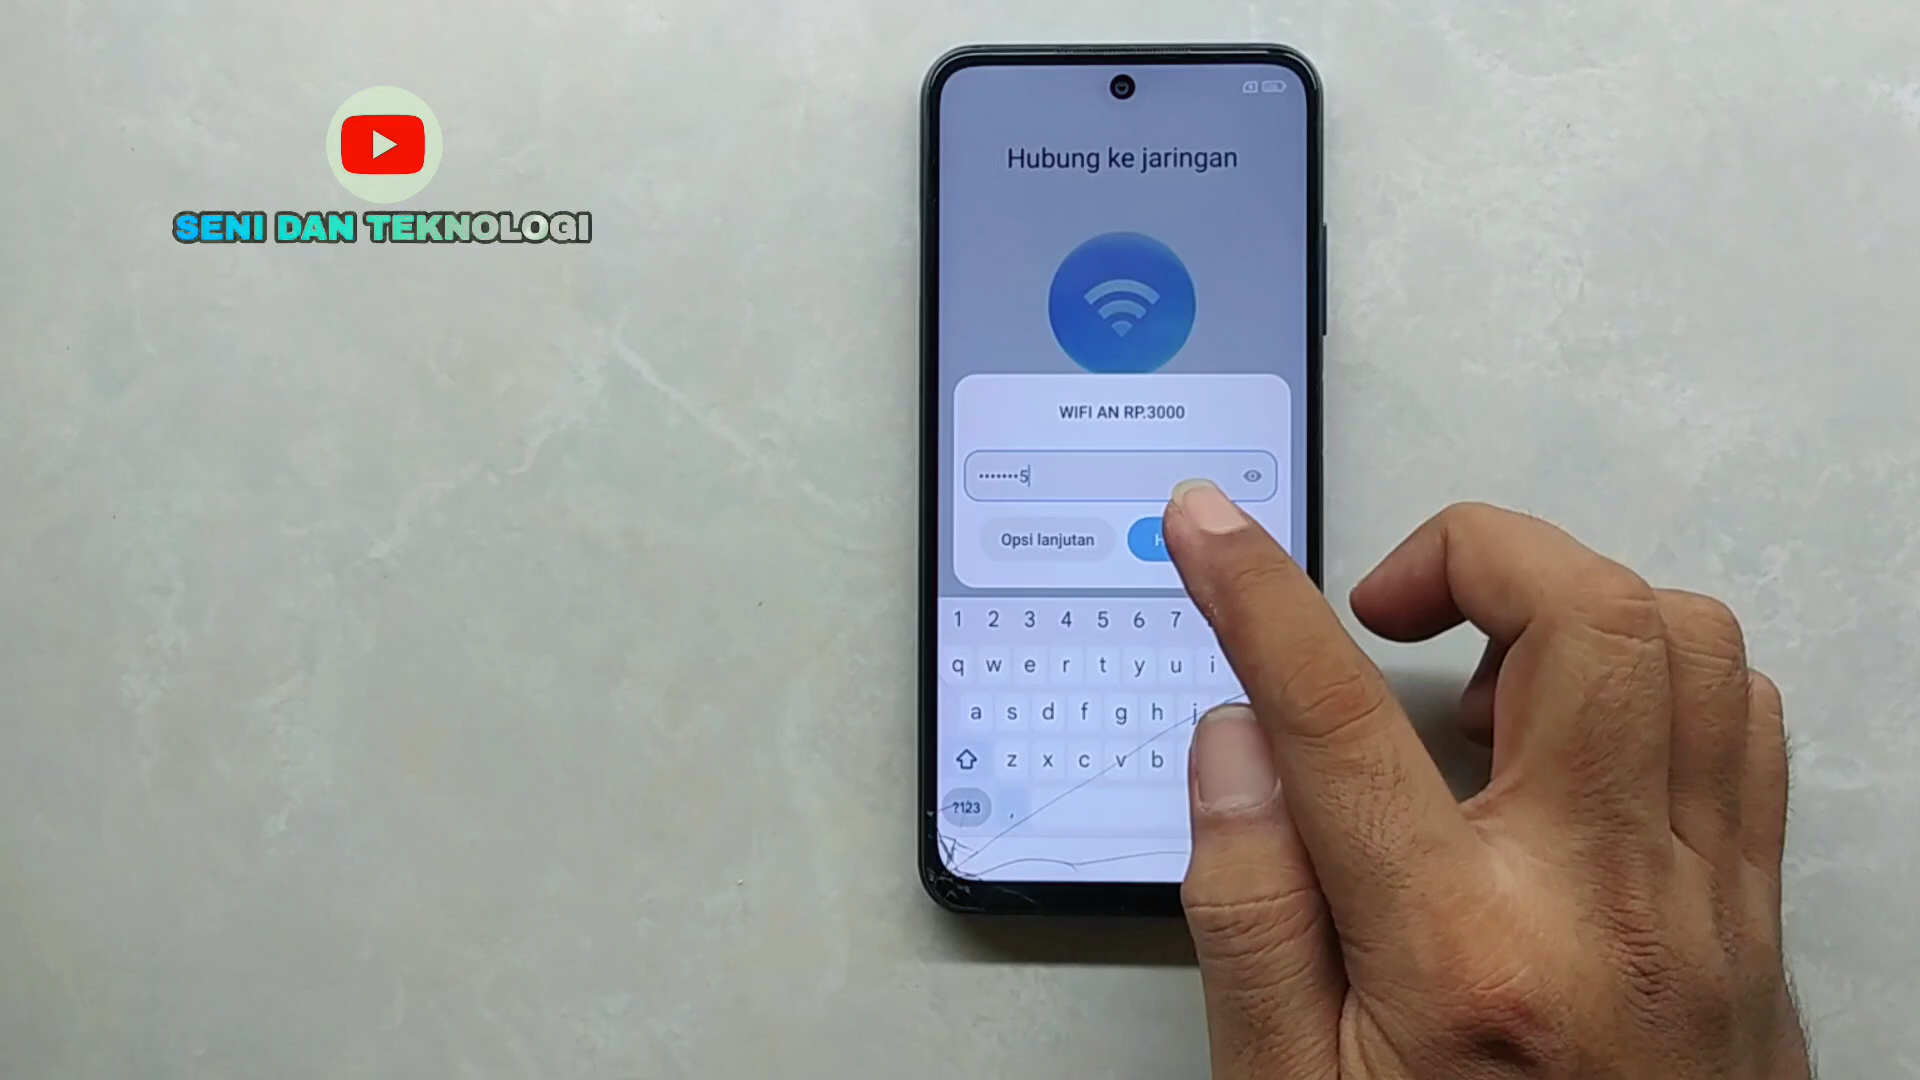 SENI DAN TEKNOLOGI
Hubung ke jaringan
WIFI AN RP.3000
•••••••5
Opsi lanjutan
H
1 2 3 4 5 6 7
q w e r t y u i
a s d f g h j
z x c v b
?123 ,